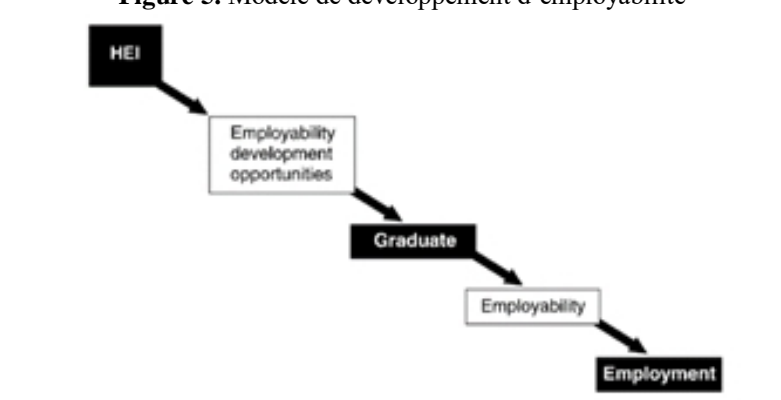 Figure 3. Modèle de développement d'employabilité
HEI
Employability
development
opportunities
Graduate
Employability
Employment